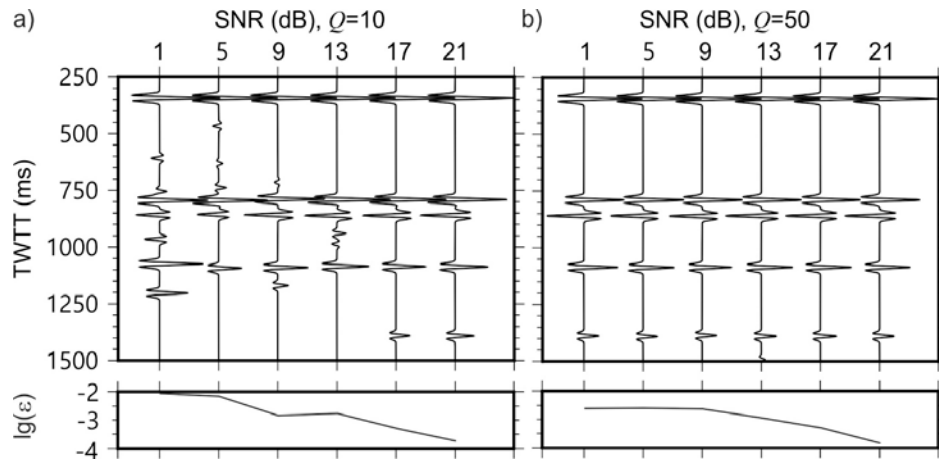 a) SNR (dB), Q=10 b) SNR (dB), Q=50
1 5 9 13 17 21 1 5 9 13 17 21
250
500
750
1000
1250
1500
TWTT (ms)
-2
-3
-4
lg(ε)